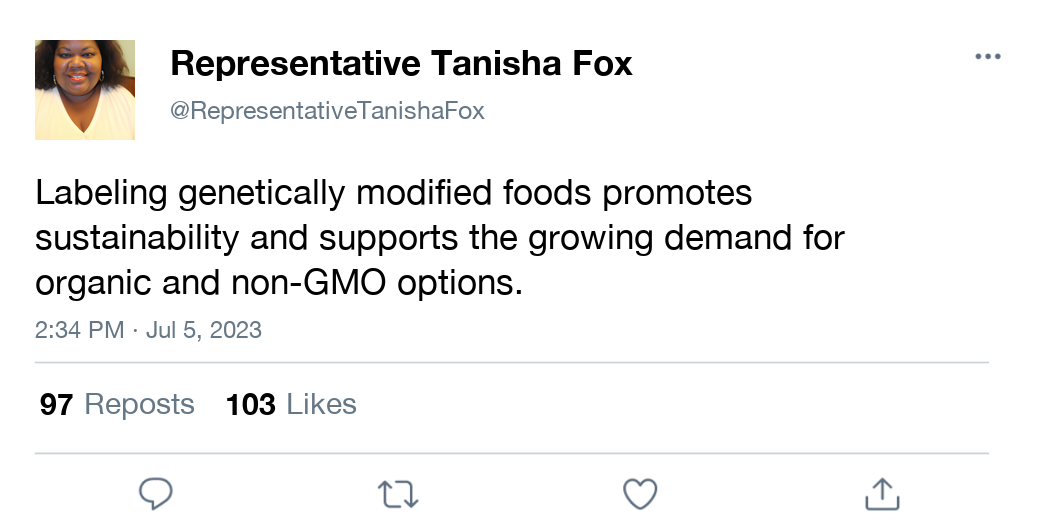 Representative Tanisha Fox
@RepresentativeTanishaFox
Labeling genetically modified foods promotes
sustainability and supports the growing demand for
organic and non-GMO options.
2:34 PM · Jul 5, 2023
97 Reposts 103 Likes